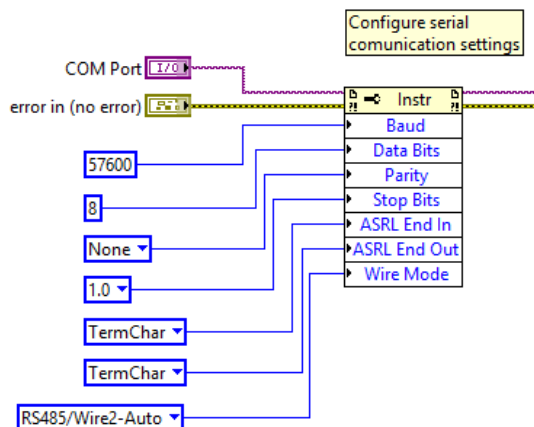 Configure serial
comunication settings
COM Port
I/O
error in (no error)
Instr
Baud
Data Bits
Parity
Stop Bits
ASRL End In
ASRL End Out
Wire Mode
57600
8
None
1.0
TermChar
TermChar
RS485/Wire2-Auto